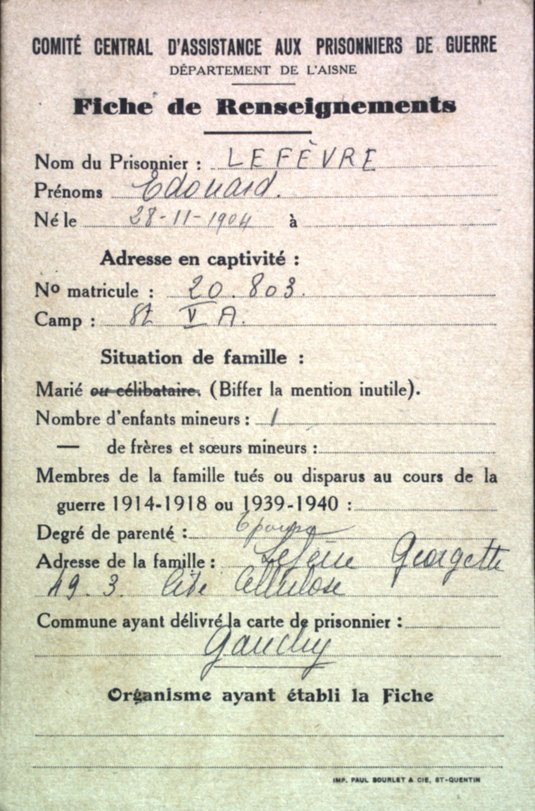 COMITÉ CENTRAL D'ASSISTANCE AUX PRISONNIERS DE GUERRE
DÉPARTEMENT DE L'AISNE
Fiche de Renseignements
Nom du Prisonnier : LEFÈVRE
Prénoms Edouard.
Né le 28-11-1904 à
Adresse en captivité :
Nº matricule : 20.803.
Camp : St V A.
Situation de famille :
Marié ou célibataire. (Biffer la mention inutile).
Nombre d'enfants mineurs : 1
— de frères et sœurs mineurs :
Membres de la famille tués ou disparus au cours de la
guerre 1914-1918 ou 1939-1940 :
Degré de parenté : Epouse
Adresse de la famille : Georgette
49.3. Cité Cellulose
Commune ayant délivré la carte de prisonnier :
Gauchy
Organisme ayant établi la Fiche
IMP. PAUL BOURLET & CIE, ST-QUENTIN